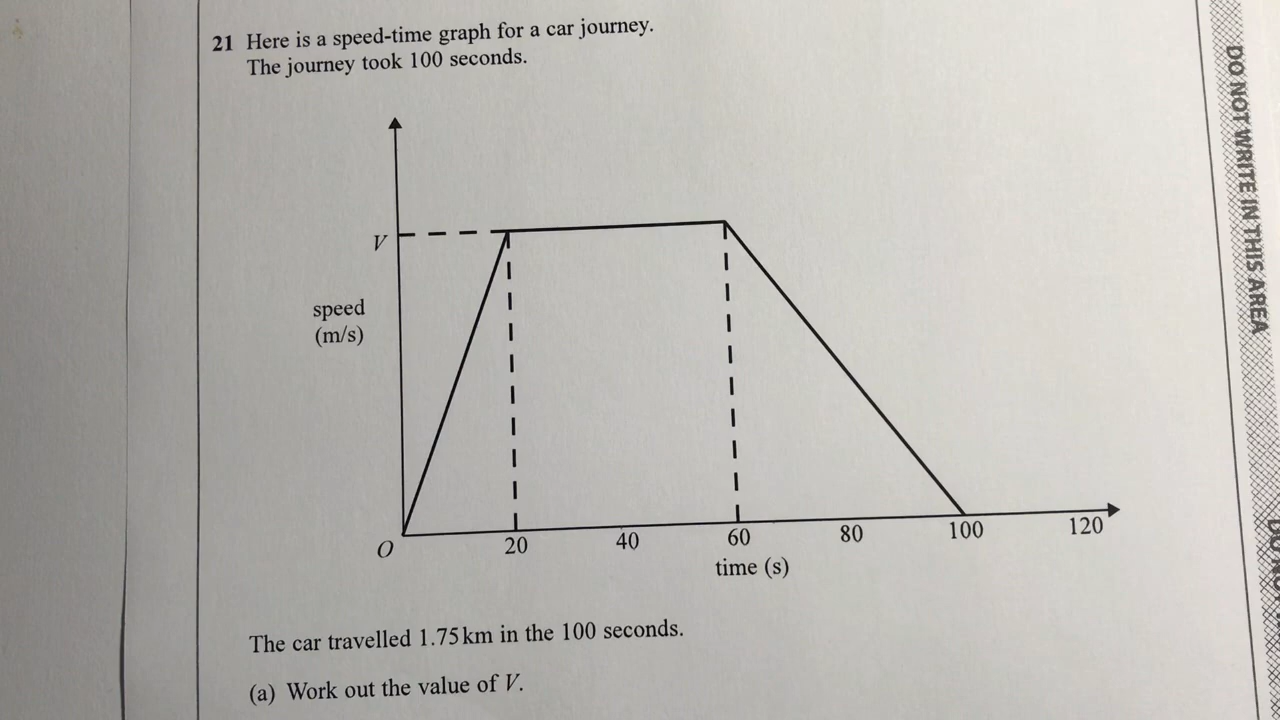 21 Here is a speed-time graph for a car journey.
The journey took 100 seconds.
V
speed
(m/s)
O
20 40 60 80 100 120
time (s)
The car travelled 1.75 km in the 100 seconds.
(a) Work out the value of V.
DO NOT WRITE IN THIS AREA